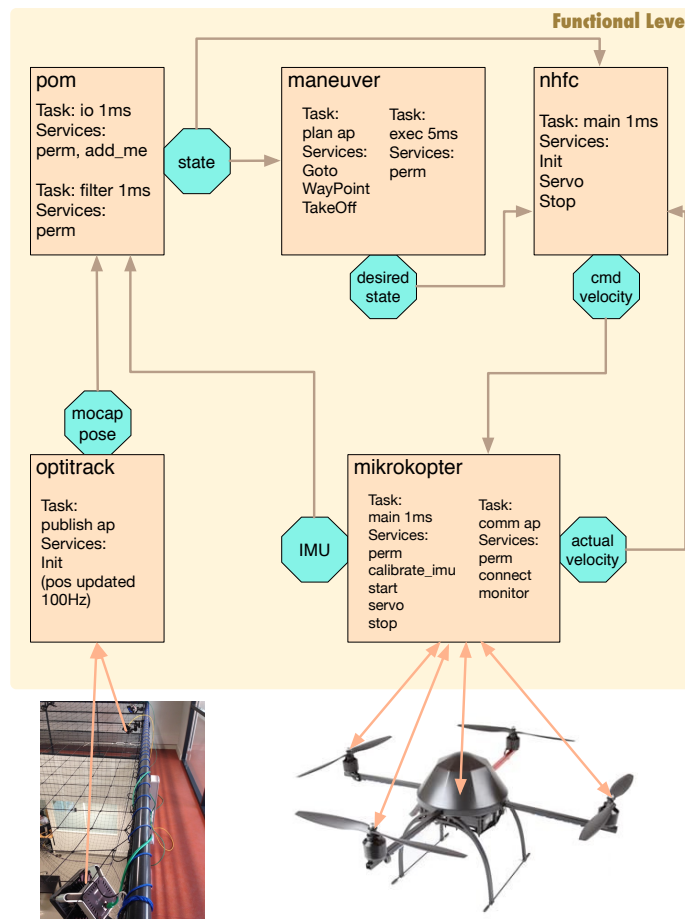 Functional Leve
pom
Task: io 1ms
Services:
perm, add_me
Task: filter 1ms
Services:
perm
state
maneuver
Task:
plan ap
Services:
Goto
WayPoint
TakeOff
Task:
exec 5ms
Services:
perm
nhfc
Task: main 1ms
Services:
Init
Servo
Stop
desired
state
cmd
velocity
mocap
pose
optitrack
Task:
publish ap
Services:
Init
(pos updated
100Hz)
IMU
mikrokopter
Task:
main 1ms
Services:
perm
calibrate_imu
start
servo
stop
Task:
comm ap
Services:
perm
connect
monitor
actual
velocity